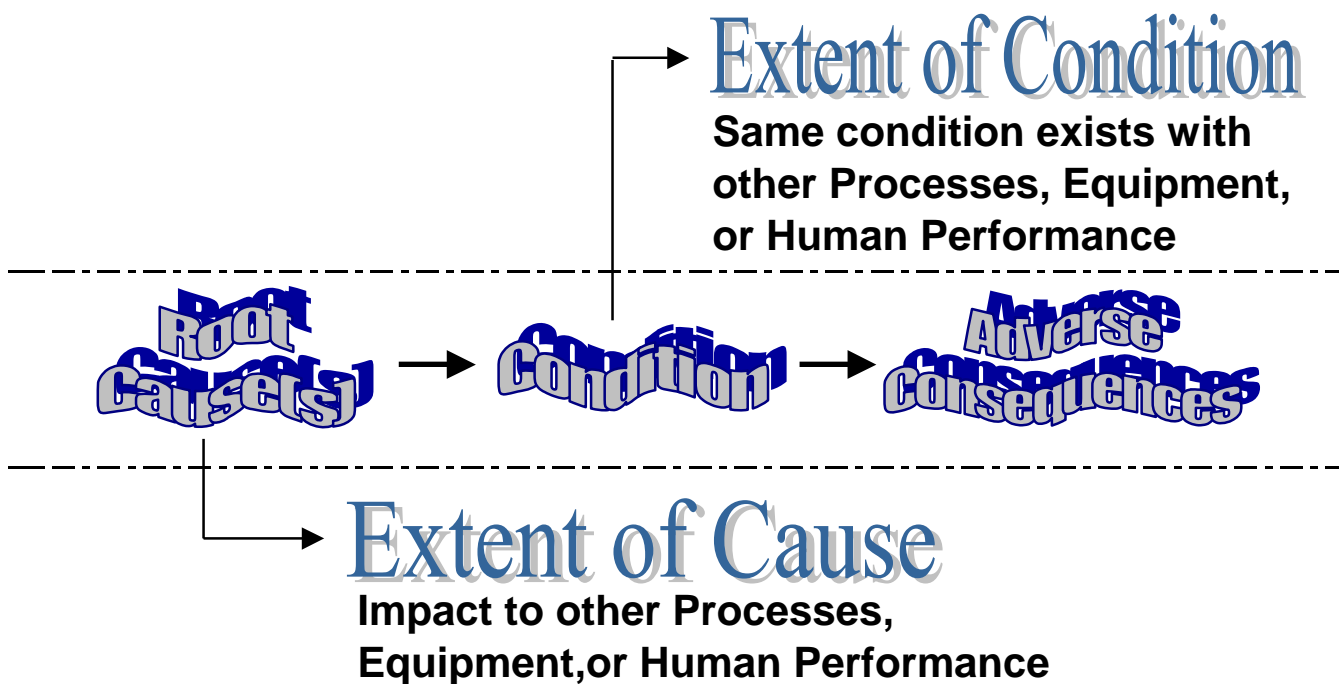 Extent of Condition
Same condition exists with
other Processes, Equipment,
or Human Performance
Root
Cause(s)
Condition
Adverse
Consequences
Extent of Cause
Impact to other Processes,
Equipment,or Human Performance